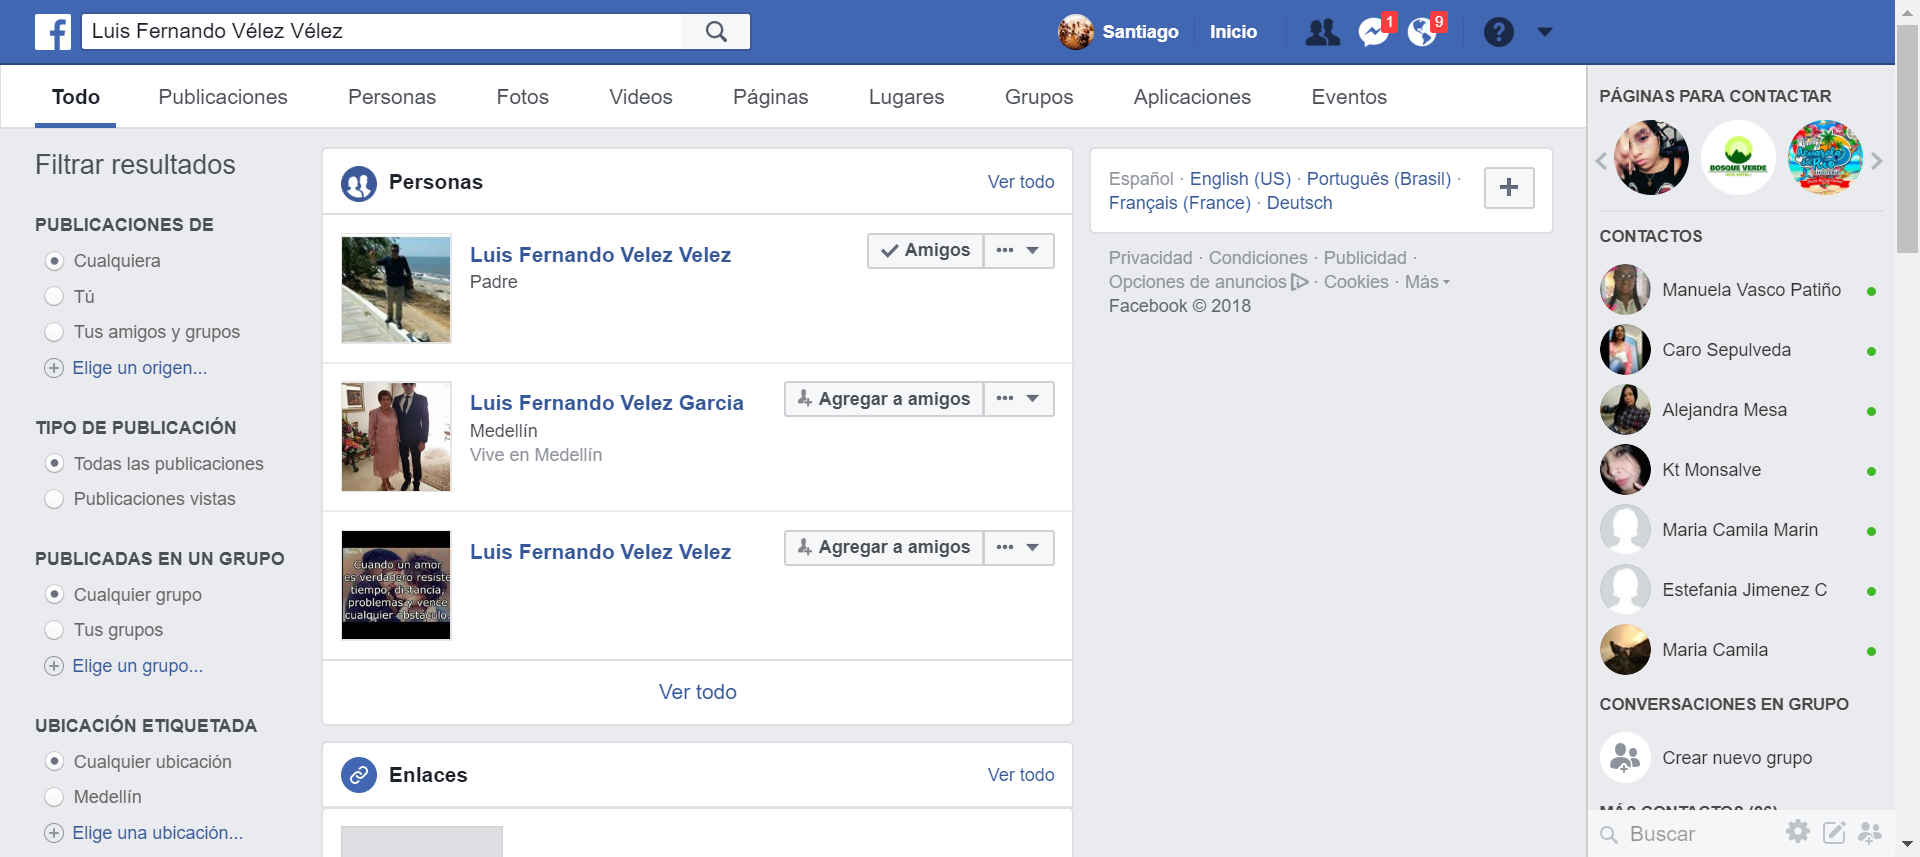 Luis Fernando Vélez Vélez
Santiago
Inicio
1
9
Todo
Publicaciones
Personas
Fotos
Videos
Páginas
Lugares
Grupos
Aplicaciones
Eventos
Filtrar resultados
PUBLICACIONES DE
Cualquiera
Tú
Tus amigos y grupos
Elige un origen...
TIPO DE PUBLICACIÓN
Todas las publicaciones
Publicaciones vistas
PUBLICADAS EN UN GRUPO
Cualquier grupo
Tus grupos
Elige un grupo...
UBICACIÓN ETIQUETADA
Cualquier ubicación
Medellín
Elige una ubicación...
Personas
Ver todo
Luis Fernando Velez Velez
Padre
Amigos
Luis Fernando Velez Garcia
Medellín
Vive en Medellín
Agregar a amigos
Cuando un amor
es verdadero resiste
tiempo, distancia,
problemas y vence
cualquier obstáculo.
Luis Fernando Velez Velez
Agregar a amigos
Ver todo
Enlaces
Ver todo
Español · English (US) · Português (Brasil) ·
Français (France) · Deutsch
Privacidad · Condiciones · Publicidad ·
Opciones de anuncios · Cookies · Más
Facebook © 2018
PÁGINAS PARA CONTACTAR
BOSQUE VERDE
CONTACTOS
Manuela Vasco Patiño
Caro Sepulveda
Alejandra Mesa
Kt Monsalve
Maria Camila Marin
Estefania Jimenez C
Maria Camila
CONVERSACIONES EN GRUPO
Crear nuevo grupo
Buscar